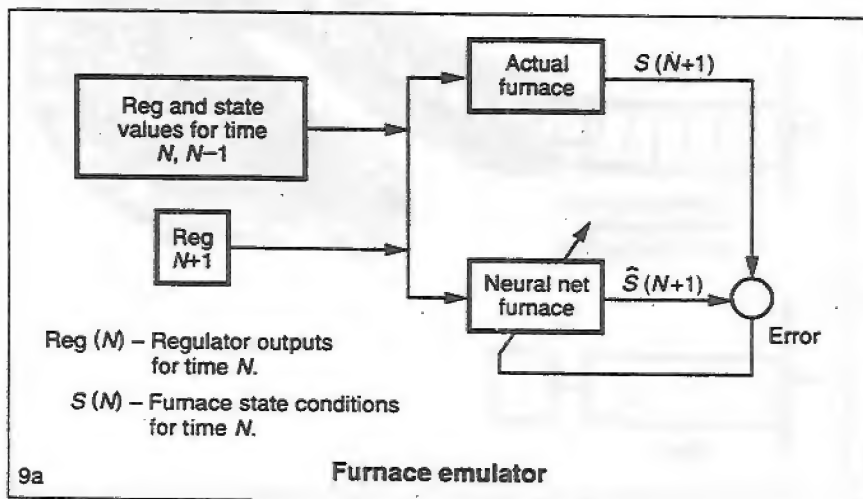 Reg and state
values for time
N, N–1
Reg
N+1
Actual
furnace
S (N+1)
Neural net
furnace
Ŝ (N+1)
Error
Reg (N) – Regulator outputs
for time N.
S (N) – Furnace state conditions
for time N.
9a
Furnace emulator